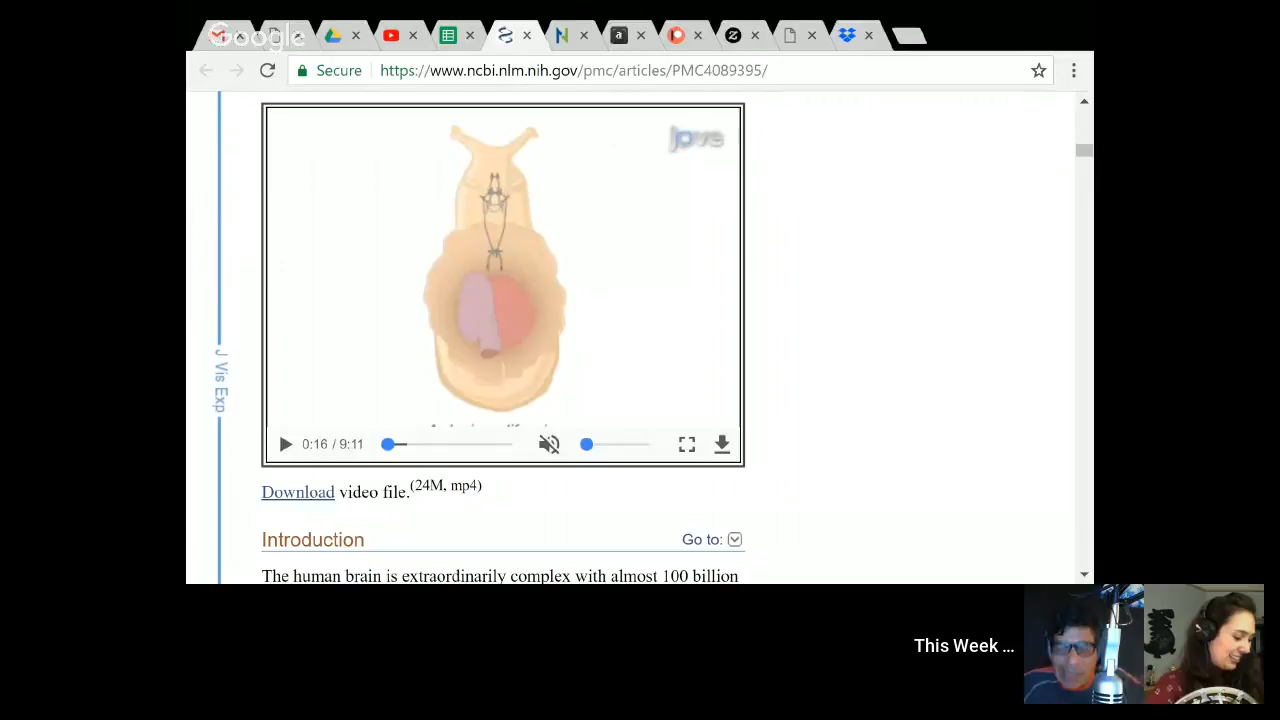 Google
Secure
https://www.ncbi.nlm.nih.gov/pmc/articles/PMC4089395/
jove
J Vis Exp
0:16 / 9:11
Download video file.(24M, mp4)
Introduction
Go to:
The human brain is extraordinarily complex with almost 100 billion
This Week ...